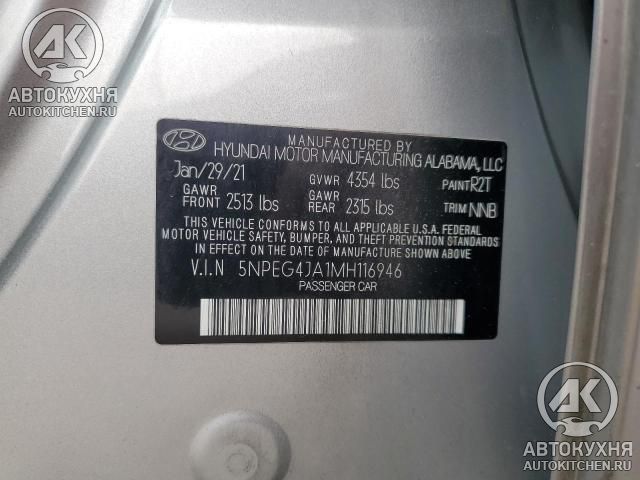 АВТОКУХНЯ
AUTOKITCHEN.RU
MANUFACTURED BY
HYUNDAI MOTOR MANUFACTURING ALABAMA, LLC
Jan/29/21 GVWR 4354 lbs PAINT R2T
GAWR FRONT 2513 lbs GAWR REAR 2315 lbs TRIM NNB
THIS VEHICLE CONFORMS TO ALL APPLICABLE U.S.A. FEDERAL
MOTOR VEHICLE SAFETY, BUMPER, AND THEFT PREVENTION STANDARDS
IN EFFECT ON THE DATE OF MANUFACTURE SHOWN ABOVE.
V.I.N 5NPEG4JA1MH116946
PASSENGER CAR
АК
АВТОКУХНЯ
AUTOKITCHEN.RU